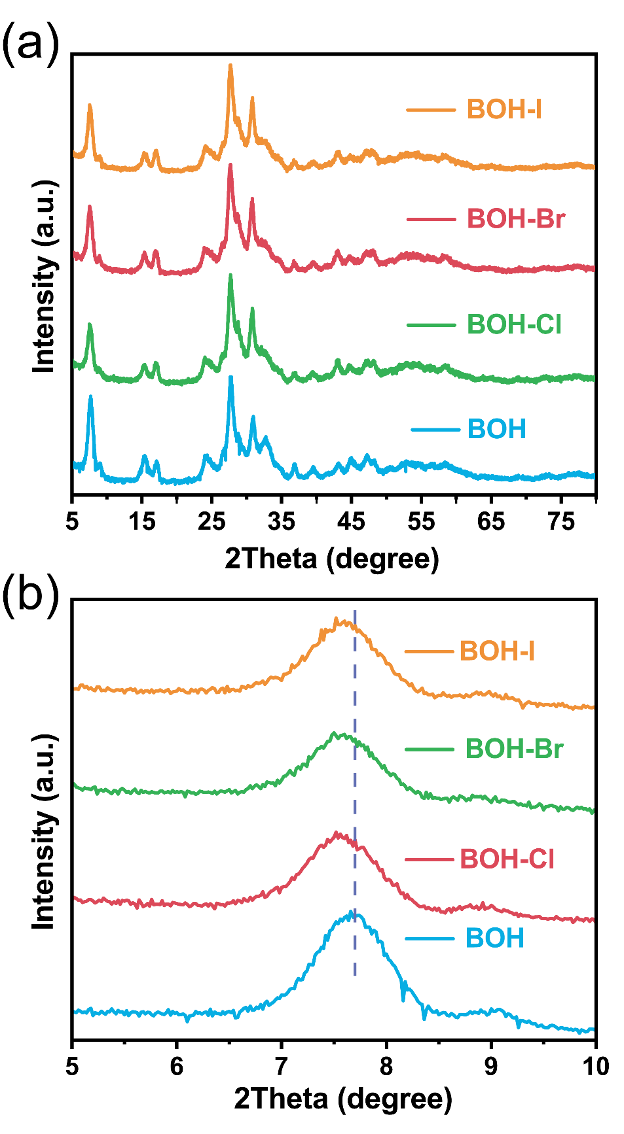 (a)
BOH-I
BOH-Br
BOH-Cl
BOH
Intensity (a.u.)
5 15 25 35 45 55 65 75
2Theta (degree)
(b)
BOH-I
BOH-Br
BOH-Cl
BOH
Intensity (a.u.)
5 6 7 8 9 10
2Theta (degree)